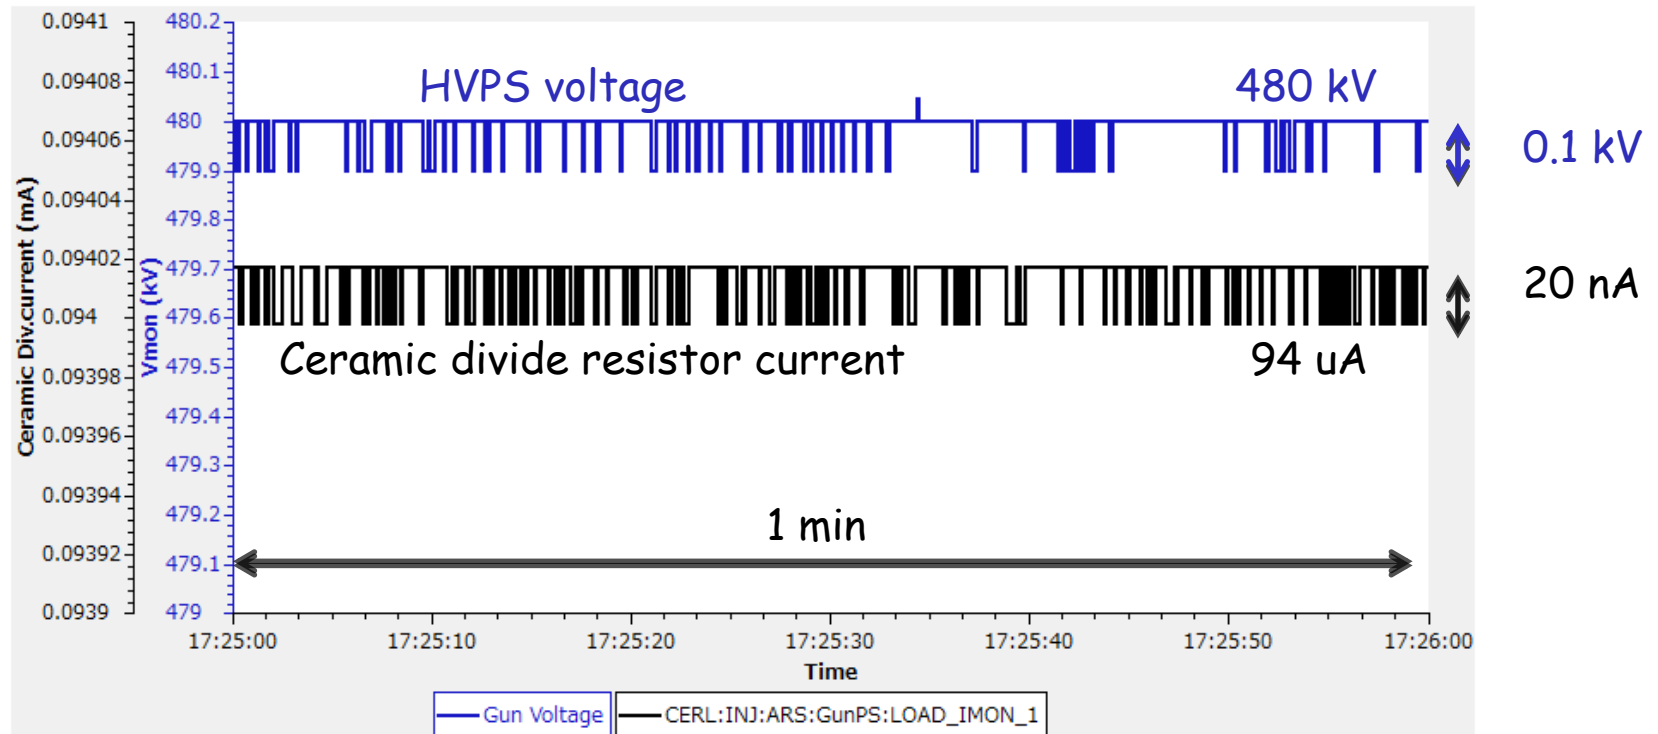 0.0941
0.09408
0.09406
0.09404
0.09402
0.094
0.09398
0.09396
0.09394
0.09392
0.0939
Ceramic Div.current (mA)
480.2
480.1
480
479.9
479.8
479.7
479.6
479.5
479.4
479.3
479.2
479.1
479
Vmon (kV)
HVPS voltage 480 kV
0.1 kV
20 nA
Ceramic divide resistor current 94 uA
1 min
17:25:00 17:25:10 17:25:20 17:25:30 17:25:40 17:25:50 17:26:00
Time
Gun Voltage CERL:INJ:ARS:GunPS:LOAD_IMON_1